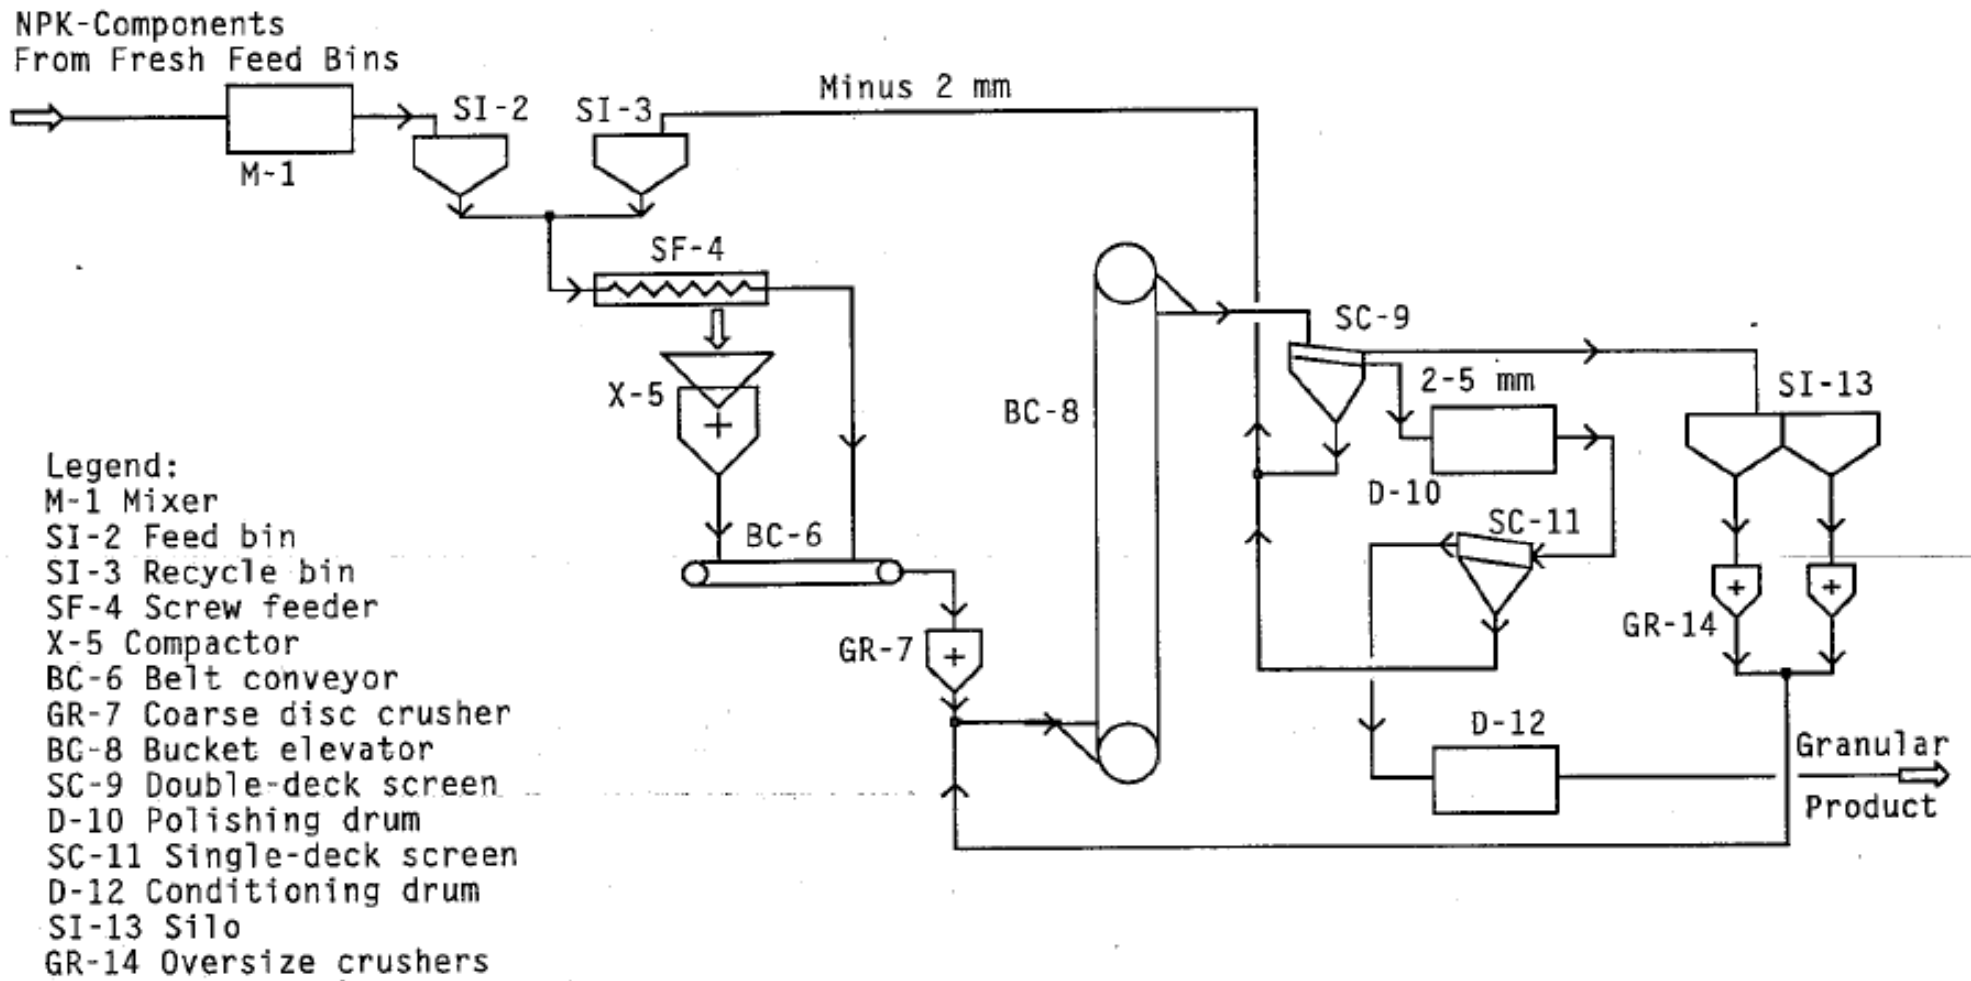 NPK-Components
From Fresh Feed Bins
M-1
SI-2
SI-3
Minus 2 mm
SF-4
X-5
BC-6
GR-7
BC-8
SC-9
2-5 mm
D-10
SC-11
SI-13
GR-14
D-12
Granular
Product
Legend:
M-1 Mixer
SI-2 Feed bin
SI-3 Recycle bin
SF-4 Screw feeder
X-5 Compactor
BC-6 Belt conveyor
GR-7 Coarse disc crusher
BC-8 Bucket elevator
SC-9 Double-deck screen
D-10 Polishing drum
SC-11 Single-deck screen
D-12 Conditioning drum
SI-13 Silo
GR-14 Oversize crushers